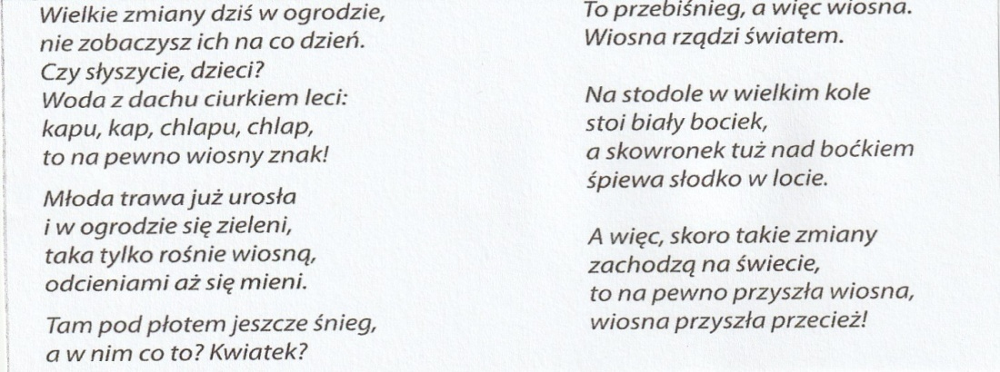 Wielkie zmiany dziś w ogrodzie,
nie zobaczysz ich na co dzień.
Czy słyszycie, dzieci?
Woda z dachu ciurkiem leci:
kapu, kap, chlapu, chlap,
to na pewno wiosny znak!
Młoda trawa już urosła
i w ogrodzie się zieleni,
taka tylko rośnie wiosną,
odcieniami aż się mieni.
Tam pod płotem jeszcze śnieg,
a w nim co to? Kwiatek?
To przebiśnieg, a więc wiosna.
Wiosna rządzi światem.
Na stodole w wielkim kole
stoi biały bociek,
a skowronek tuż nad boćkiem
śpiewa słodko w locie.
A więc, skoro takie zmiany
zachodzą na świecie,
to na pewno przyszła wiosna,
wiosna przyszła przecież!